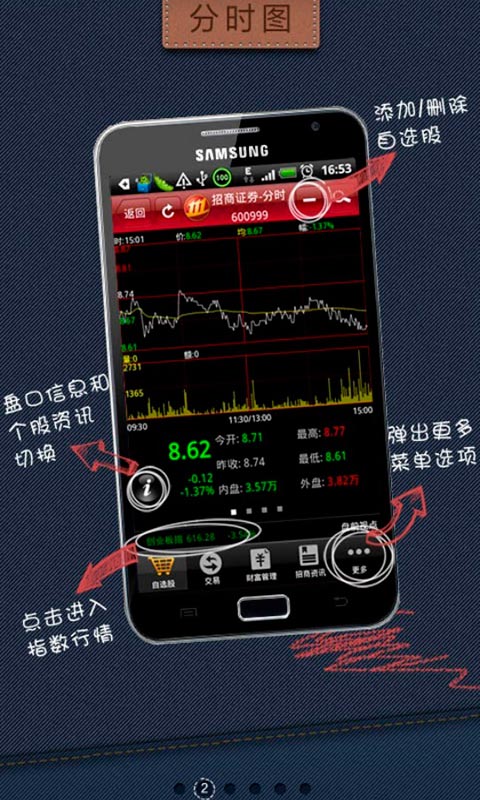 分时图
添加/删除
自选股
SAMSUNG
100
16:53
返回
招商证券-分时
600999
时:15:01 价:8.62 均:8.67 幅:-1.37%
8.74
8.67
8.61
量:0 额:0
2731
1365
09:30 11:30/13:00 15:00
盘口信息和
个股资讯
切换
弹出更多
菜单选项
8.62
-0.12
-1.37%
今开: 8.71 最高: 8.77
昨收: 8.74 最低: 8.61
内盘: 3.57万 外盘: 3.82万
i
创业板指 616.28
盘前视点
自选股
交易
财富管理
招商资讯
更多
点击进入
指数行情
2